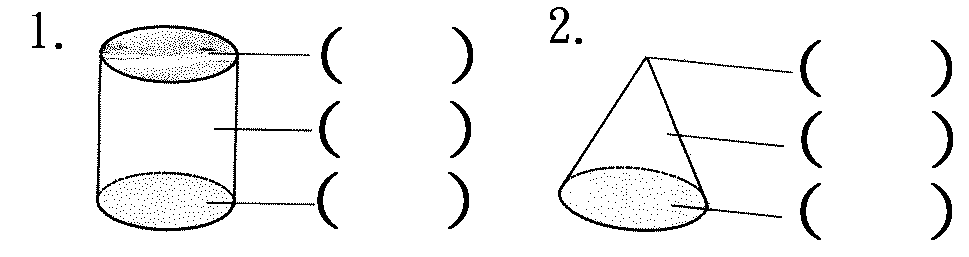 1. (    )
(    )
(    )
2. (    )
(    )
(    )